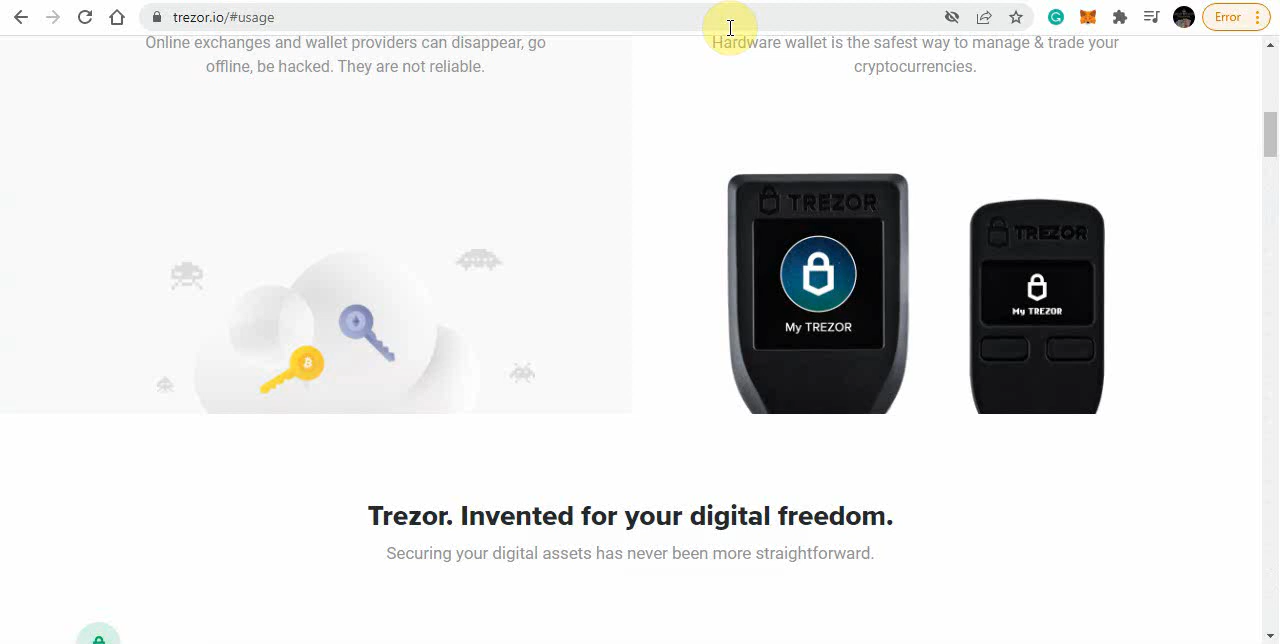 trezor.io/#usage
Error
Online exchanges and wallet providers can disappear, go
offline, be hacked. They are not reliable.
Hardware wallet is the safest way to manage & trade your
cryptocurrencies.
TREZOR
My TREZOR
TREZOR
My TREZOR
Trezor. Invented for your digital freedom.
Securing your digital assets has never been more straightforward.